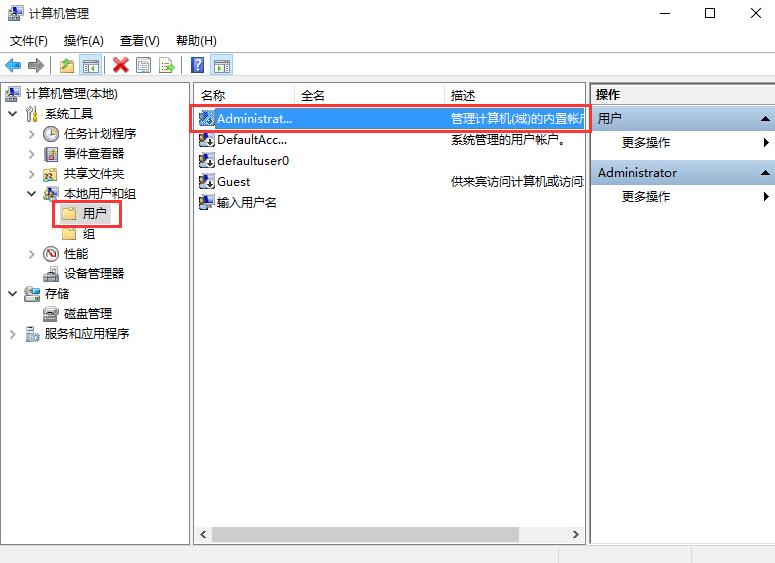 计算机管理
文件(F) 操作(A) 查看(V) 帮助(H)
计算机管理(本地)
系统工具
任务计划程序
事件查看器
共享文件夹
本地用户和组
用户
组
性能
设备管理器
存储
磁盘管理
服务和应用程序
名称 全名 描述
Administrat... 管理计算机(域)的内置帐户
DefaultAcc... 系统管理的用户帐户。
defaultuser0
Guest 供来宾访问计算机或访问
输入用户名
操作
用户
更多操作
Administrator
更多操作